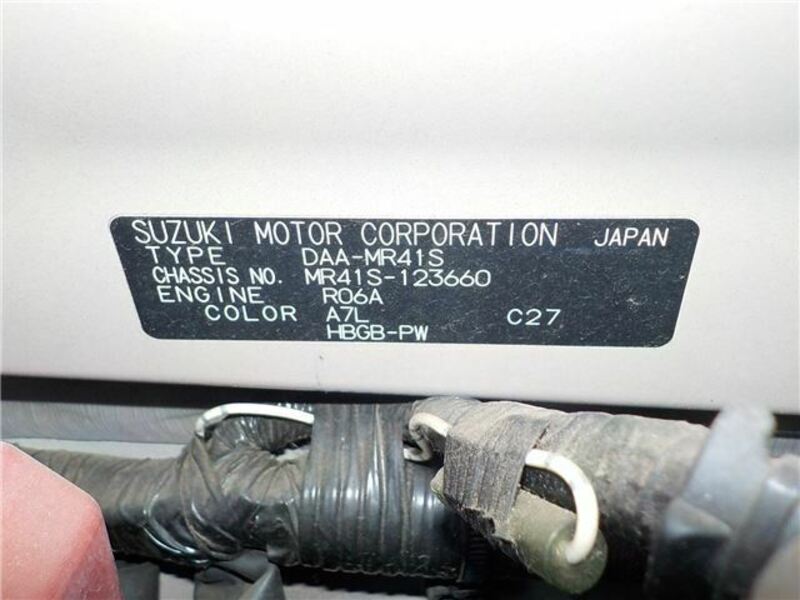 SUZUKI MOTOR CORPORATION JAPAN
TYPE DAA-MR41S
CHASSIS NO. MR41S-123660
ENGINE R06A
COLOR A7L C27
HBGB-PW